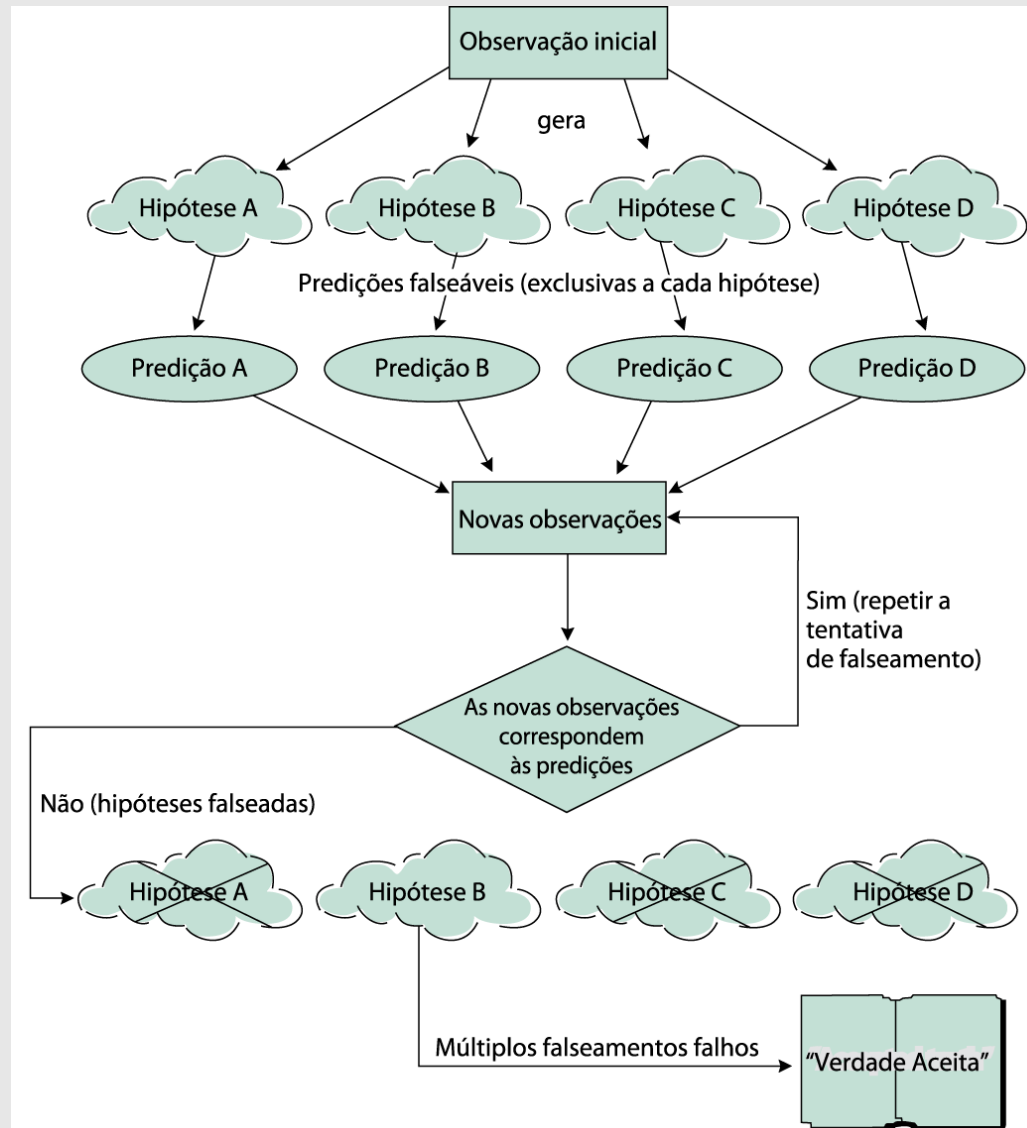 Observação inicial
gera
Hipótese A
Hipótese B
Hipótese C
Hipótese D
Predições falseáveis (exclusivas a cada hipótese)
Predição A
Predição B
Predição C
Predição D
Novas observações
Sim (repetir a
tentativa
de falseamento)
As novas observações
correspondem
às predições
Não (hipóteses falseadas)
Hipótese A
Hipótese B
Hipótese C
Hipótese D
Múltiplos falseamentos falhos
“Verdade Aceita”